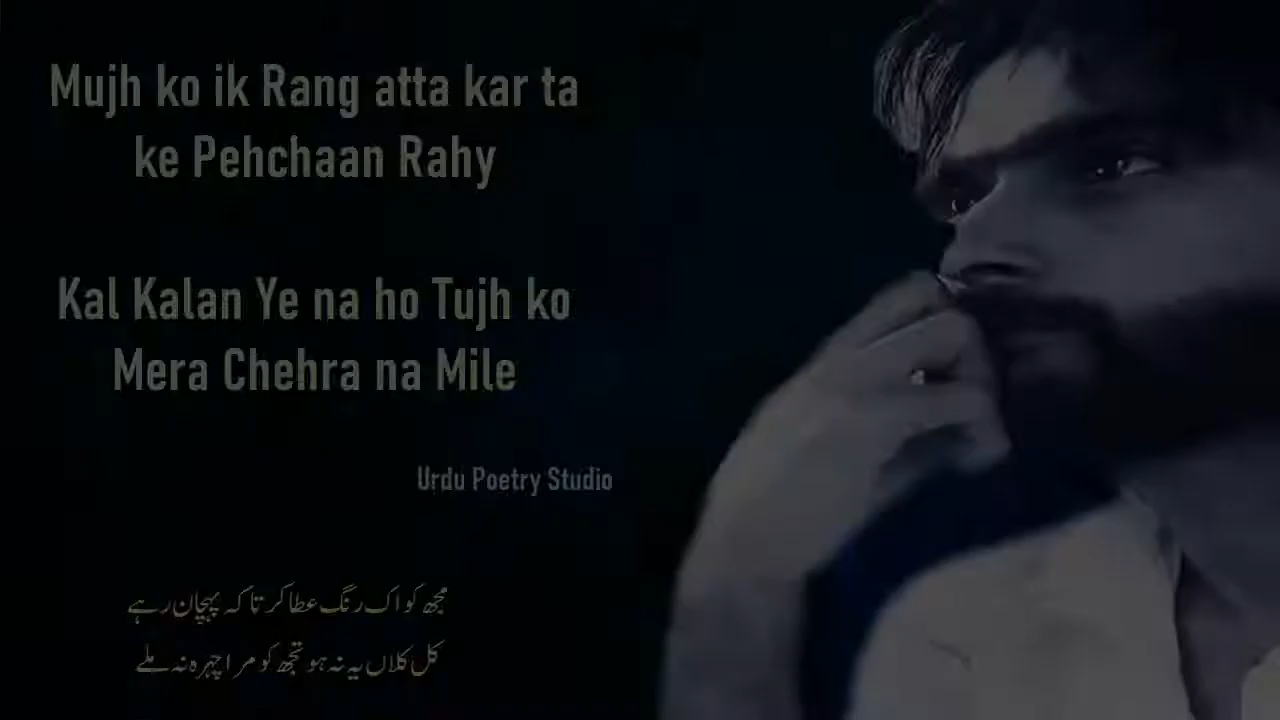 Mujh ko ik Rang atta kar ta
ke Pehchaan Rahy
Kal Kalan Ye na ho Tujh ko
Mera Chehra na Mile
Urdu Poetry Studio
مجھ کو اک رنگ عطا کر تا کہ پہچان رہے
کل کلاں یہ نہ ہو تجھ کو مرا چہرہ نہ ملے